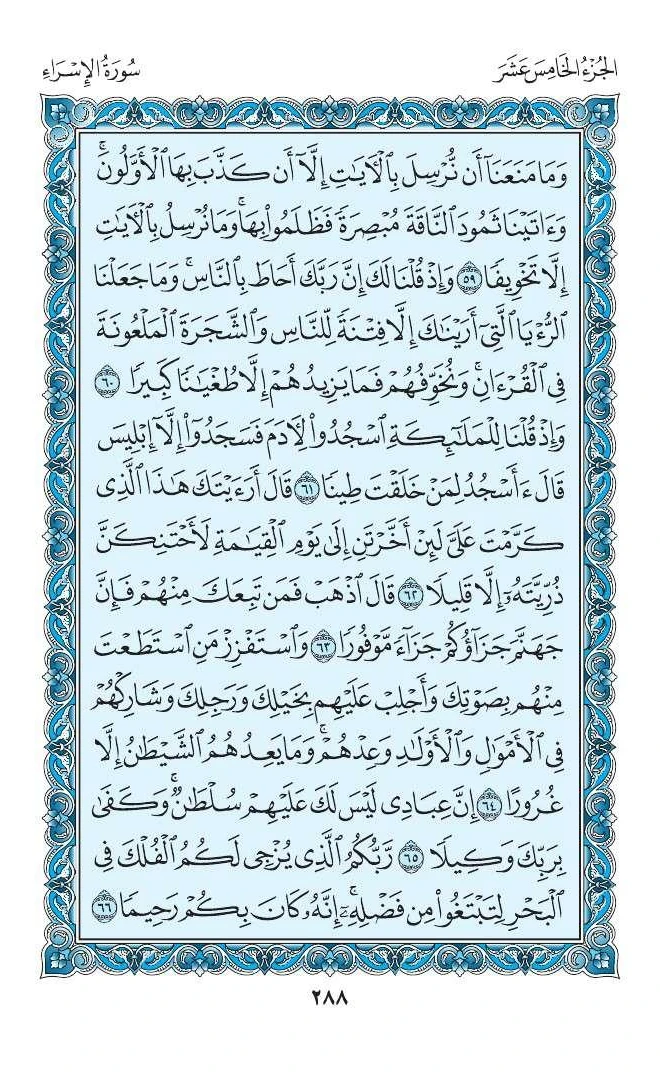 الجُزْءُ الخَامِسَ عَشَرَ
سُورَةُ الإِسْرَاءِ
وَمَا مَنَعَنَآ أَن نُّرْسِلَ بِٱلْأٓيَٰتِ إِلَّآ أَن كَذَّبَ بِهَا ٱلْأَوَّلُونَۚ
وَءَاتَيْنَا ثَمُودَ ٱلنَّاقَةَ مُبْصِرَةً فَظَلَمُوا۟ بِهَاۚ وَمَا نُرْسِلُ بِٱلْأٓيَٰتِ
إِلَّا تَخْوِيفًا ٥٩ وَإِذْ قُلْنَا لَكَ إِنَّ رَبَّكَ أَحَاطَ بِٱلنَّاسِۚ وَمَا جَعَلْنَا
ٱلرُّءْيَا ٱلَّتِىٓ أَرَيْنَٰكَ إِلَّا فِتْنَةً لِّلنَّاسِ وَٱلشَّجَرَةَ ٱلْمَلْعُونَةَ
فِى ٱلْقُرْءَانِۚ وَنُخَوِّفُهُمْ فَمَا يَزِيدُهُمْ إِلَّا طُغْيَٰنًا كَبِيرًا ٦٠
وَإِذْ قُلْنَا لِلْمَلَٰٓئِكَةِ ٱسْجُدُوا۟ لِأٓدَمَ فَسَجَدُوٓا۟ إِلَّآ إِبْلِيسَ
قَالَ ءَأَسْجُدُ لِمَنْ خَلَقْتَ طِينًا ٦١ قَالَ أَرَءَيْتَكَ هَٰذَا ٱلَّذِى
كَرَّمْتَ عَلَىَّ لَئِنْ أَخَّرْتَنِ إِلَىٰ يَوْمِ ٱلْقِيَٰمَةِ لَأَحْتَنِكَنَّ
ذُرِّيَّتَهُۥٓ إِلَّا قَلِيلًا ٦٢ قَالَ ٱذْهَبْ فَمَن تَبِعَكَ مِنْهُمْ فَإِنَّ
جَهَنَّمَ جَزَآؤُكُمْ جَزَآءً مَّوْفُورًا ٦٣ وَٱسْتَفْزِزْ مَنِ ٱسْتَطَعْتَ
مِنْهُم بِصَوْتِكَ وَأَجْلِبْ عَلَيْهِم بِخَيْلِكَ وَرَجِلِكَ وَشَارِكْهُمْ
فِى ٱلْأَمْوَٰلِ وَٱلْأَوْلَٰدِ وَعِدْهُمْۚ وَمَا يَعِدُهُمُ ٱلشَّيْطَٰنُ إِلَّا
غُرُورًا ٦٤ إِنَّ عِبَادِى لَيْسَ لَكَ عَلَيْهِمْ سُلْطَٰنٌۚ وَكَفَىٰ
بِرَبِّكَ وَكِيلًا ٦٥ رَّبُّكُمُ ٱلَّذِى يُزْجِى لَكُمُ ٱلْفُلْكَ فِى
ٱلْبَحْرِ لِتَبْتَغُوا۟ مِن فَضْلِهِۦٓۚ إِنَّهُۥ كَانَ بِكُمْ رَحِيمًا ٦٦
٢٨٨